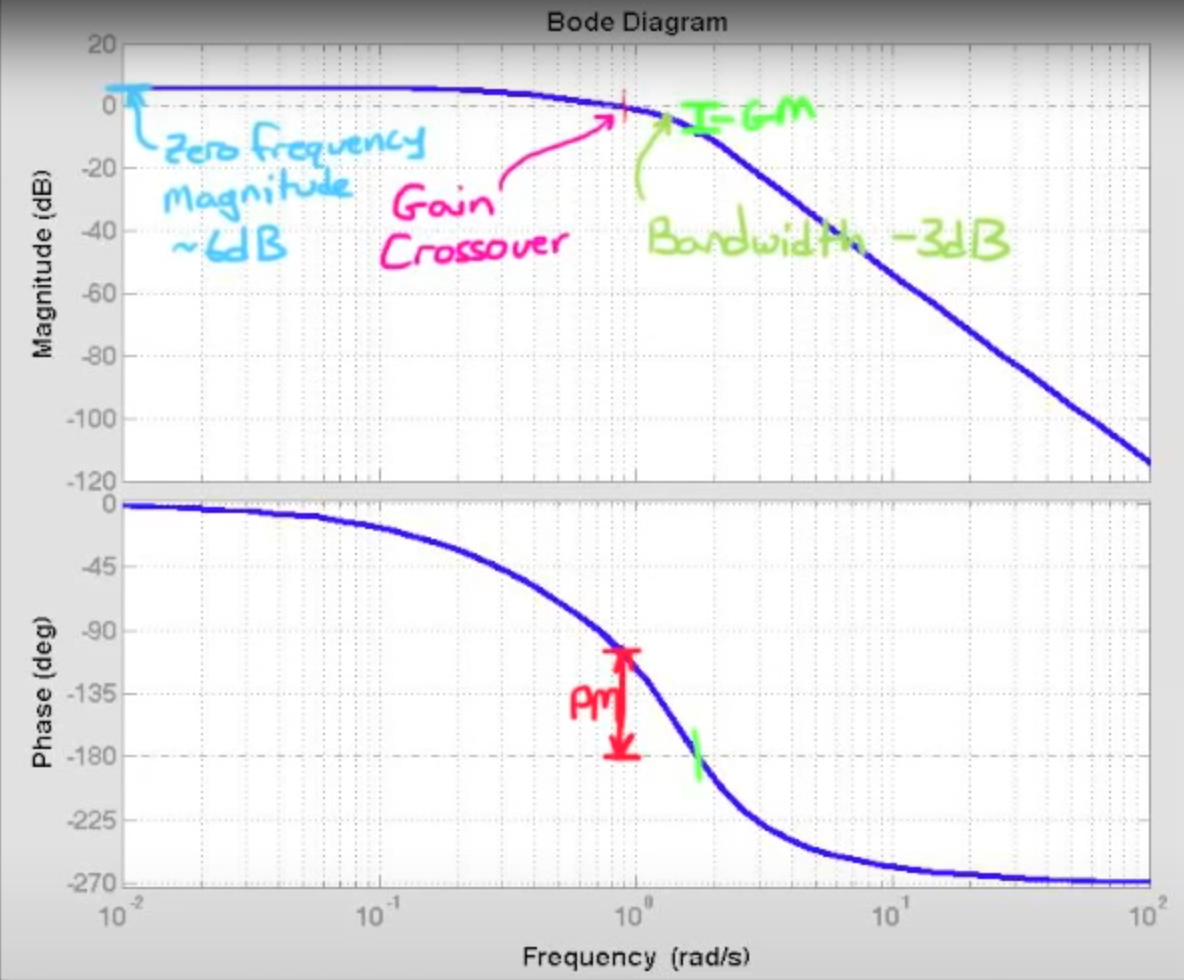 Bode Diagram
20
0
-20
-40
-60
-80
-100
-120
Magnitude (dB)
Zero frequency
Magnitude
~6dB
Gain
Crossover
I-GM
Bandwidth -3dB
0
-45
-90
-135
-180
-225
-270
Phase (deg)
PM
10^-2
10^-1
10^0
10^1
10^2
Frequency (rad/s)